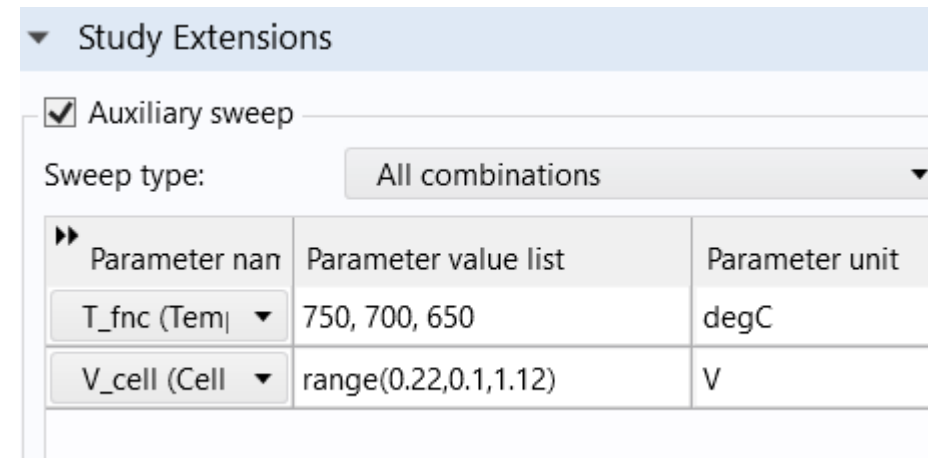 Study Extensions
Auxiliary sweep
Sweep type: All combinations
Parameter nan Parameter value list Parameter unit
T_fnc (Tem 750, 700, 650 degC
V_cell (Cell range(0.22,0.1,1.12) V